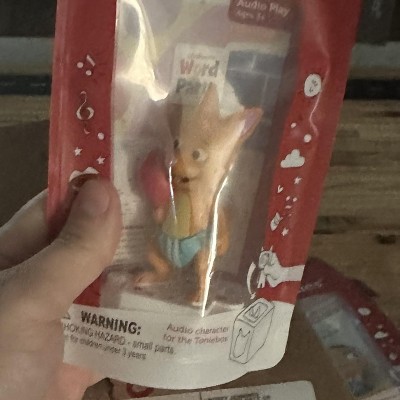 Audio Play
Ages 3+
Word
Party
WARNING:
CHOKING HAZARD - small parts.
for children under 3 years
Audio character
for the Toniebox